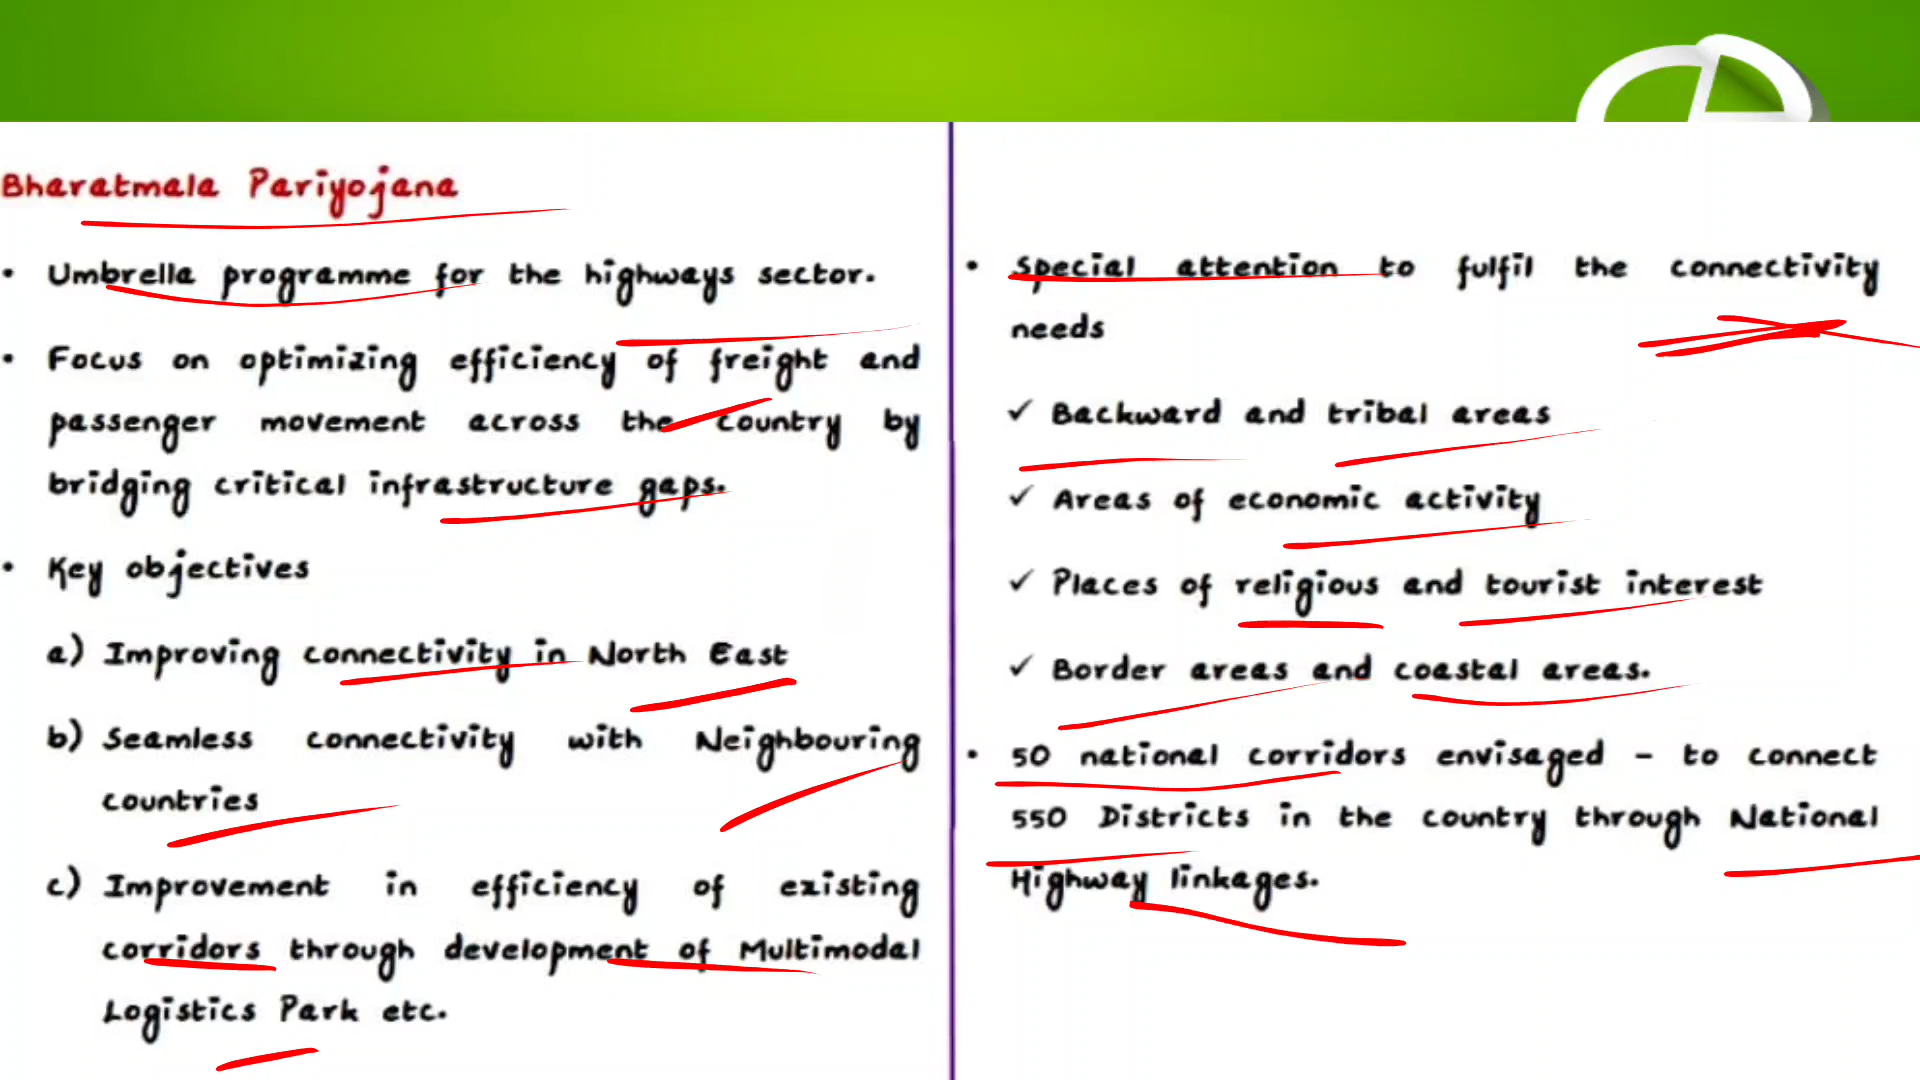 Bharatmala Pariyojana
• Umbrella programme for the highways sector.
• Focus on optimizing efficiency of freight and
passenger movement across the country by
bridging critical infrastructure gaps.
• Key objectives
a) Improving connectivity in North East
b) Seamless connectivity with Neighbouring
countries
c) Improvement in efficiency of existing
corridors through development of Multimodal
Logistics Park etc.
• Special attention to fulfil the connectivity
needs
✓ Backward and tribal areas
✓ Areas of economic activity
✓ Places of religious and tourist interest
✓ Border areas and coastal areas.
• 50 national corridors envisaged - to connect
550 Districts in the country through National
Highway linkages.